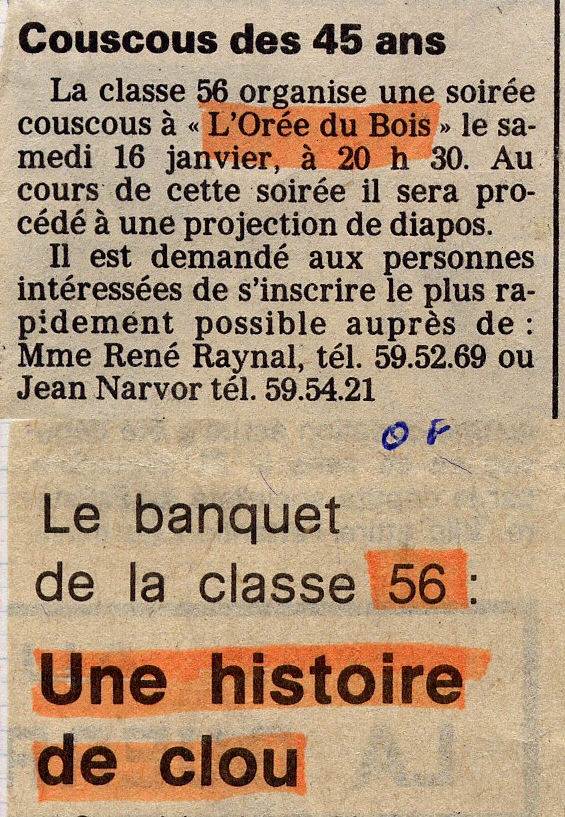 Couscous des 45 ans
La classe 56 organise une soirée
couscous à « L'Orée du Bois » le sa-
medi 16 janvier, à 20 h 30. Au
cours de cette soirée il sera pro-
cédé à une projection de diapos.
Il est demandé aux personnes
intéressées de s'inscrire le plus ra-
pidement possible auprès de :
Mme René Raynal, tél. 59.52.69 ou
Jean Narvor tél. 59.54.21
OF
Le banquet
de la classe 56 :
Une histoire
de clou